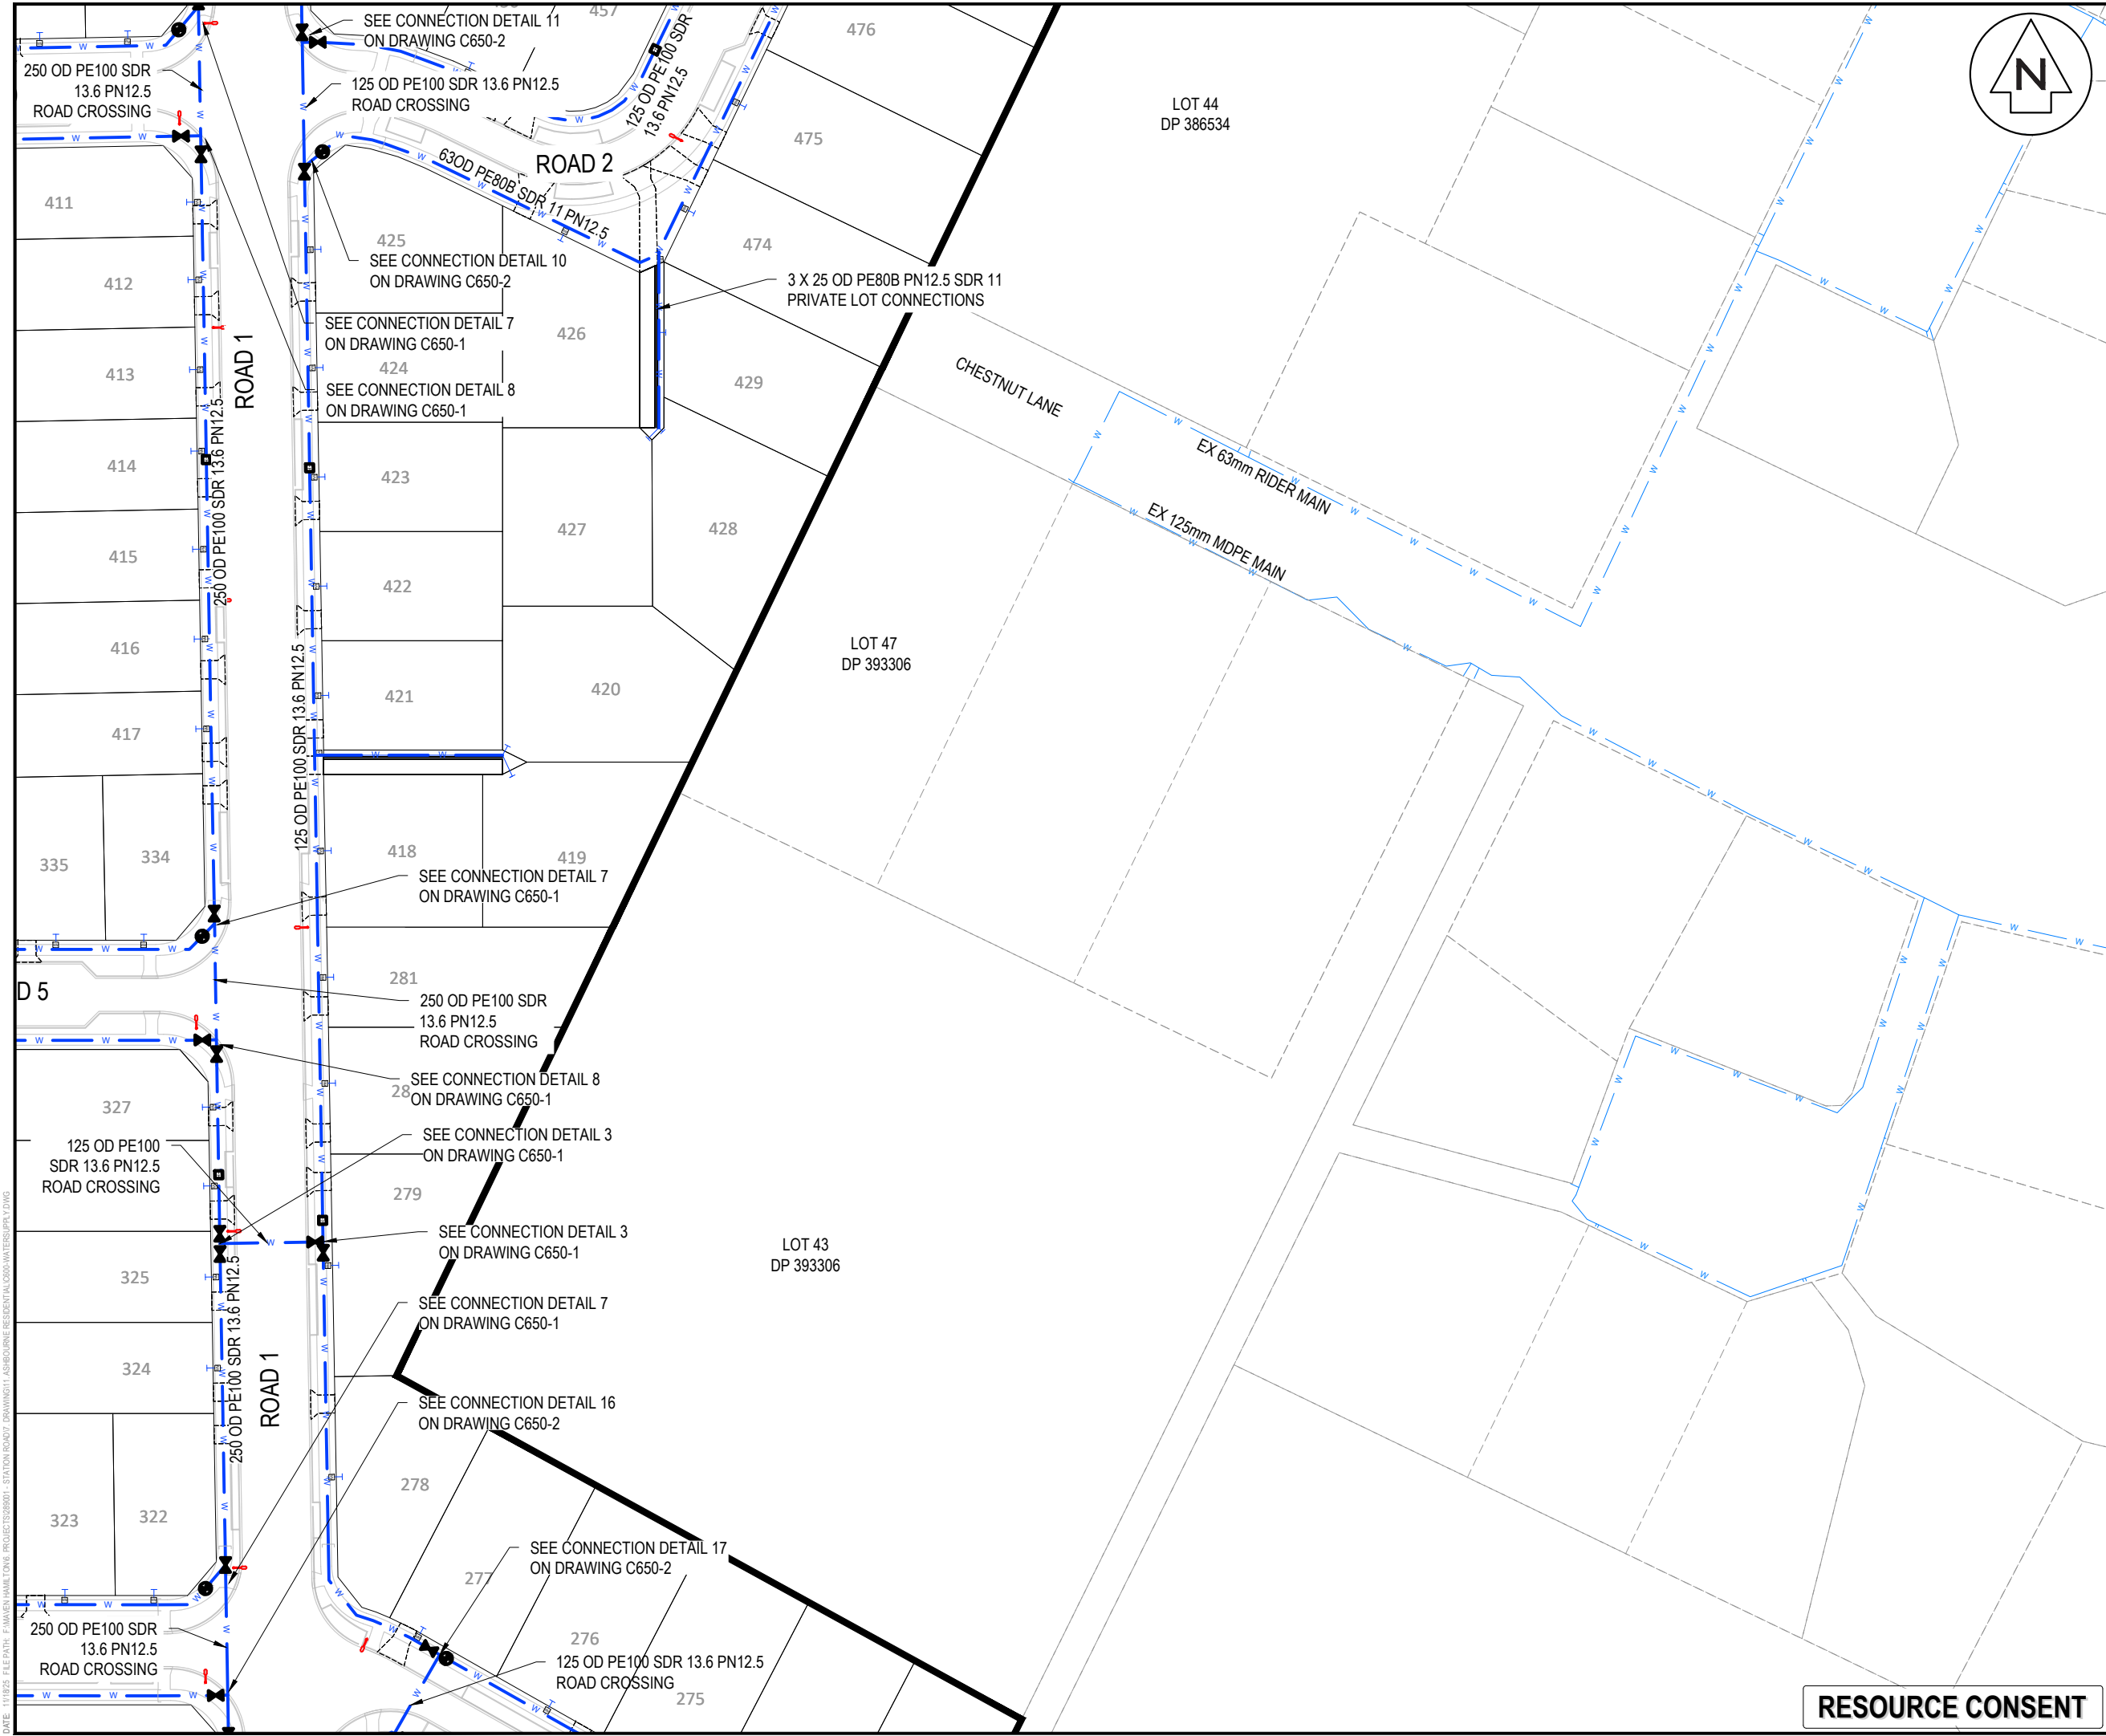 457
476
SEE CONNECTION DETAIL 11
ON DRAWING C650-2
N
250 OD PE100 SDR
13.6 PN12.5
ROAD CROSSING
125 OD PE100 SDR 13.6 PN12.5
ROAD CROSSING
125 OD PE100 SDR
13.6 PN12.5
LOT 44
DP 386534
475
ROAD 2
63OD PE80B SDR 11 PN12.5
411
425
474
SEE CONNECTION DETAIL 10
ON DRAWING C650-2
412
3 X 25 OD PE80B PN12.5 SDR 11
PRIVATE LOT CONNECTIONS
SEE CONNECTION DETAIL 7
ON DRAWING C650-1
426
ROAD 1
413
424
429
CHESTNUT LANE
SEE CONNECTION DETAIL 8
ON DRAWING C650-1
250 OD PE100 SDR 13.6 PN12.5
414
423
EX 63mm RIDER MAIN
427
428
EX 125mm MDPE MAIN
415
422
416
LOT 47
DP 393306
125 OD PE100 SDR 13.6 PN12.5
421
420
417
335
334
418
419
SEE CONNECTION DETAIL 7
ON DRAWING C650-1
281
D 5
250 OD PE100 SDR
13.6 PN12.5
ROAD CROSSING
SEE CONNECTION DETAIL 8
28
ON DRAWING C650-1
327
125 OD PE100
SDR 13.6 PN12.5
ROAD CROSSING
SEE CONNECTION DETAIL 3
ON DRAWING C650-1
279
SEE CONNECTION DETAIL 3
ON DRAWING C650-1
LOT 43
DP 393306
325
250 OD PE100 SDR 13.6 PN12.5
SEE CONNECTION DETAIL 7
ON DRAWING C650-1
324
ROAD 1
SEE CONNECTION DETAIL 16
ON DRAWING C650-2
278
323
322
SEE CONNECTION DETAIL 17
ON DRAWING C650-2
277
250 OD PE100 SDR
13.6 PN12.5
ROAD CROSSING
276
125 OD PE100 SDR 13.6 PN12.5
ROAD CROSSING
275
RESOURCE CONSENT